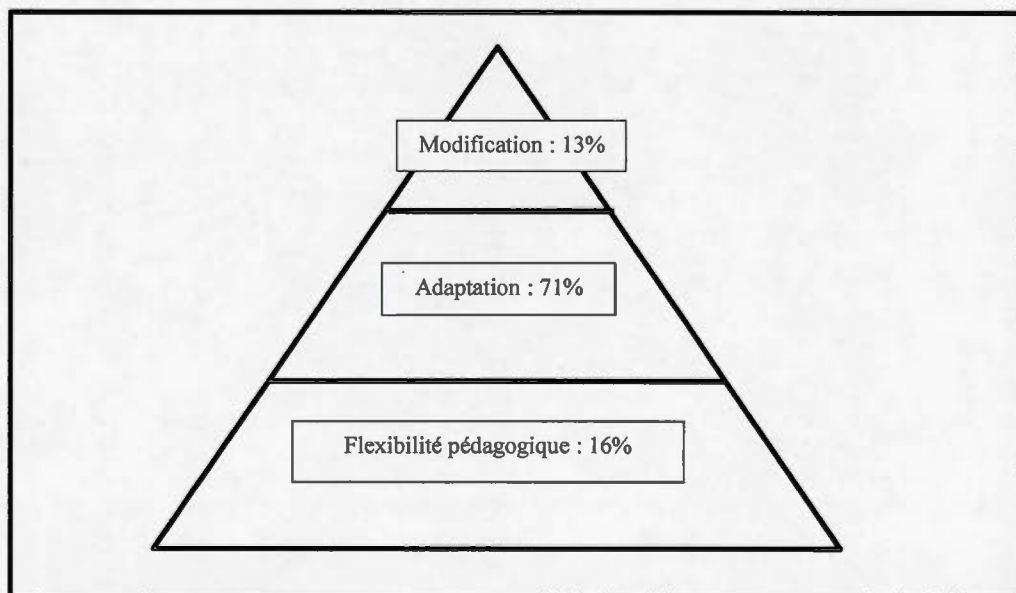 Modification : 13%
Adaptation : 71%
Flexibilité pédagogique : 16%